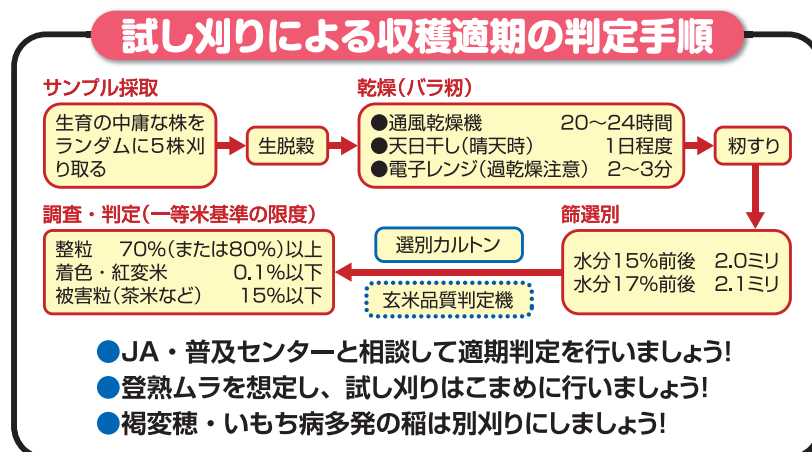 試し刈りによる収穫適期の判定手順
サンプル採取
生育の中庸な株を
ランダムに5株刈
り取る
生脱穀
乾燥(バラ籾)
●通風乾燥機 20～24時間
●天日干し(晴天時) 1日程度
●電子レンジ(過乾燥注意) 2～3分
籾すり
篩選別
水分15%前後 2.0ミリ
水分17%前後 2.1ミリ
選別カルトン
玄米品質判定機
調査・判定(一等米基準の限度)
整粒 70%(または80%)以上
着色・紅変米 0.1%以下
被害粒(茶米など) 15%以下
●JA・普及センターと相談して適期判定を行いましょう!
●登熟ムラを想定し、試し刈りはこまめに行いましょう!
●褐変穂・いもち病多発の稲は別刈りにしましょう!